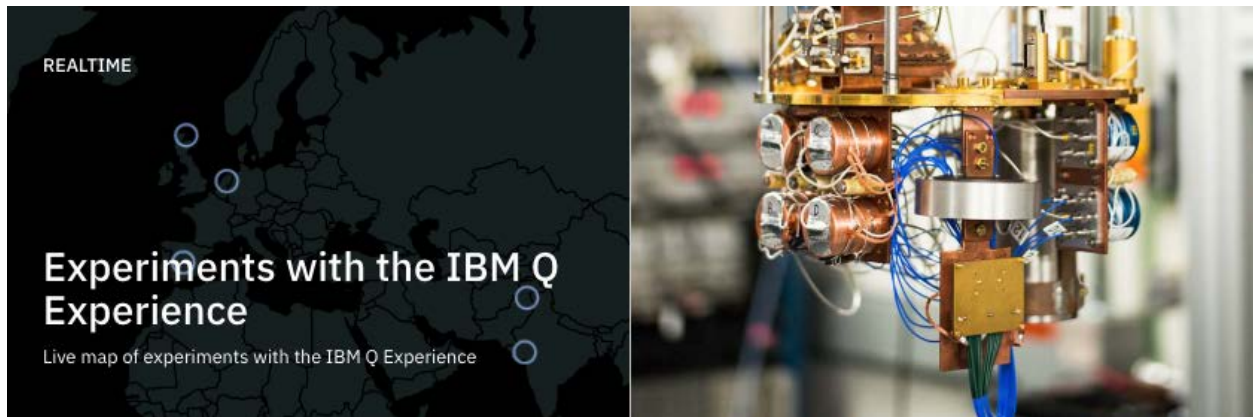 REALTIME
Experiments with the IBM Q
Experience
Live map of experiments with the IBM Q Experience